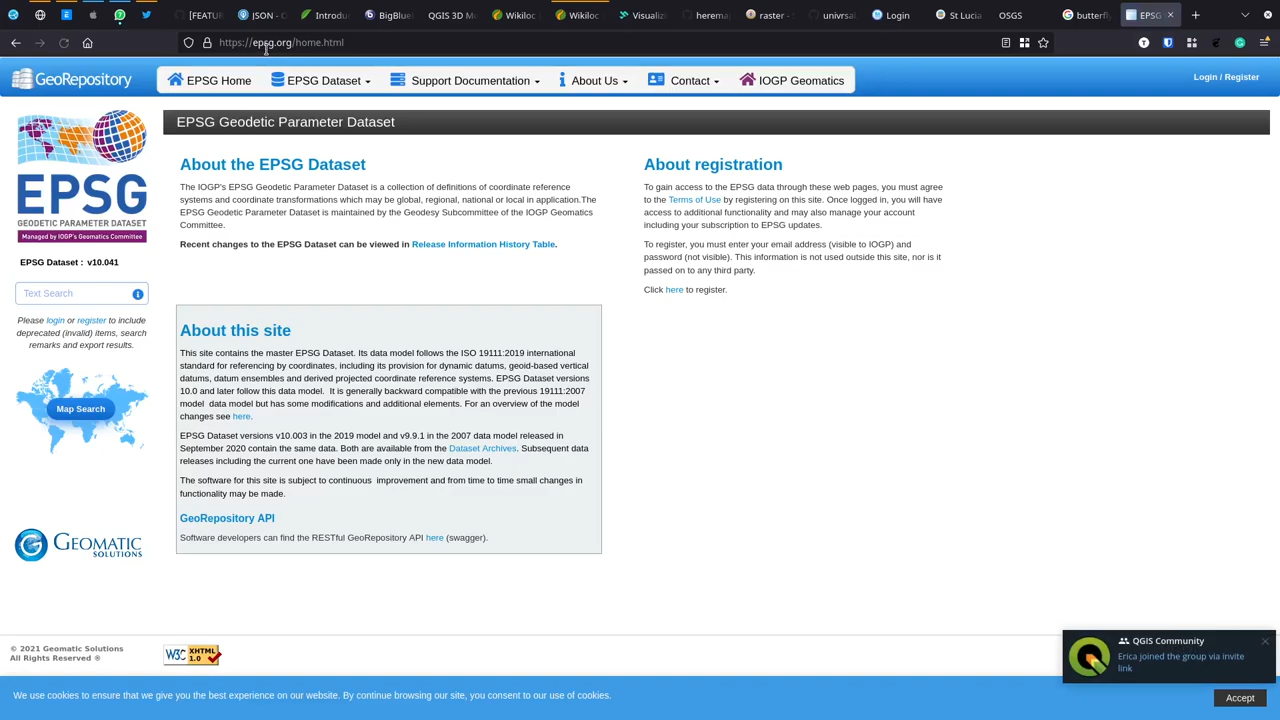 [FEATUR
JSON - D
Introduc
BigBlue
QGIS 3D Mi
Wikiloc
Wikiloc
Visualize
herema
raster -
univrsal
Login
St Lucia
OSGS
butterfly
EPSG
https://epsg.org/home.html
GeoRepository
EPSG Home
EPSG Dataset
Support Documentation
About Us
Contact
IOGP Geomatics
Login / Register
EPSG
GEODETIC PARAMETER DATASET
Managed by IOGP's Geomatics Committee
EPSG Dataset : v10.041
Text Search
Please login or register to include
deprecated (invalid) items, search
remarks and export results.
Map Search
GEOMATIC
SOLUTIONS
EPSG Geodetic Parameter Dataset
About the EPSG Dataset
The IOGP's EPSG Geodetic Parameter Dataset is a collection of definitions of coordinate reference
systems and coordinate transformations which may be global, regional, national or local in application.The
EPSG Geodetic Parameter Dataset is maintained by the Geodesy Subcommittee of the IOGP Geomatics
Committee.
Recent changes to the EPSG Dataset can be viewed in Release Information History Table.
About registration
To gain access to the EPSG data through these web pages, you must agree
to the Terms of Use by registering on this site. Once logged in, you will have
access to additional functionality and may also manage your account
including your subscription to EPSG updates.
To register, you must enter your email address (visible to IOGP) and
password (not visible). This information is not used outside this site, nor is it
passed on to any third party.
Click here to register.
About this site
This site contains the master EPSG Dataset. Its data model follows the ISO 19111:2019 international
standard for referencing by coordinates, including its provision for dynamic datums, geoid-based vertical
datums, datum ensembles and derived projected coordinate reference systems. EPSG Dataset versions
10.0 and later follow this data model. It is generally backward compatible with the previous 19111:2007
model data model but has some modifications and additional elements. For an overview of the model
changes see here.
EPSG Dataset versions v10.003 in the 2019 model and v9.9.1 in the 2007 data model released in
September 2020 contain the same data. Both are available from the Dataset Archives. Subsequent data
releases including the current one have been made only in the new data model.
The software for this site is subject to continuous improvement and from time to time small changes in
functionality may be made.
GeoRepository API
Software developers can find the RESTful GeoRepository API here (swagger).
© 2021 Geomatic Solutions
All Rights Reserved ®
W3C XHTML
1.0
QGIS Community
Erica joined the group via invite
link
We use cookies to ensure that we give you the best experience on our website. By continue browsing our site, you consent to our use of cookies.
Accept